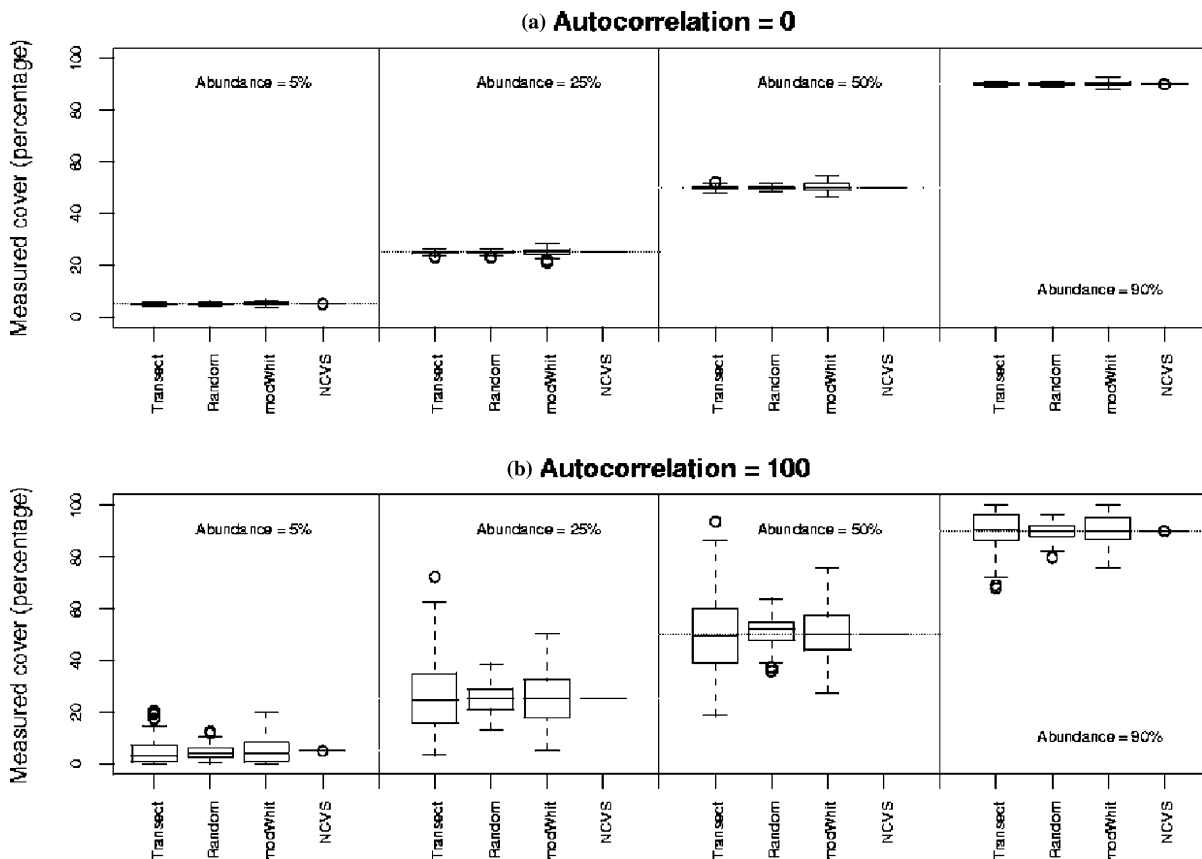 (a) Autocorrelation = 0
Measured cover (percentage)
100
80
60
40
20
0
Abundance = 5%
Abundance = 25%
Abundance = 50%
Abundance = 90%
Transect
Random
modWhit
NCVS
Transect
Random
modWhit
NCVS
Transect
Random
modWhit
NCVS
Transect
Random
modWhit
NCVS
(b) Autocorrelation = 100
Measured cover (percentage)
100
80
60
40
20
0
Abundance = 5%
Abundance = 25%
Abundance = 50%
Abundance = 90%
Transect
Random
modWhit
NCVS
Transect
Random
modWhit
NCVS
Transect
Random
modWhit
NCVS
Transect
Random
modWhit
NCVS